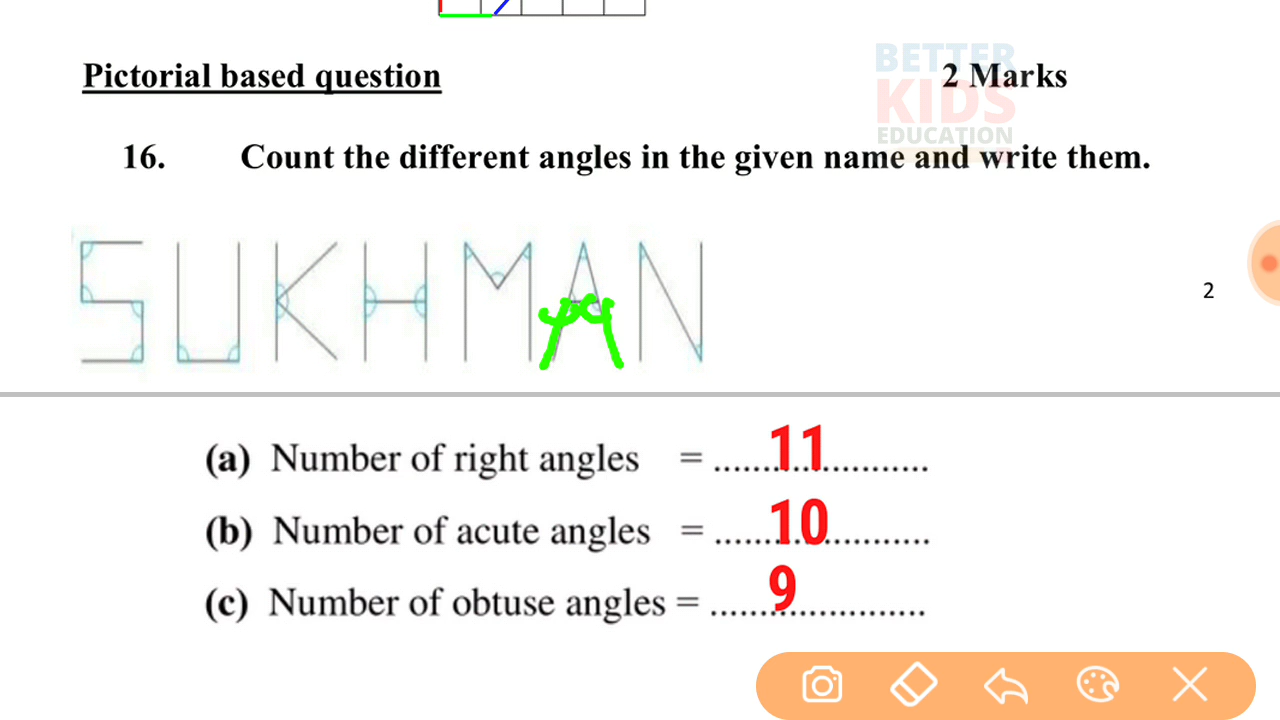 BETTER
KIDS
EDUCATION
Pictorial based question 2 Marks
16. Count the different angles in the given name and write them.
SUKHMAN
2
(a) Number of right angles = ......11......................
(b) Number of acute angles = ......10......................
(c) Number of obtuse angles = ......9......................